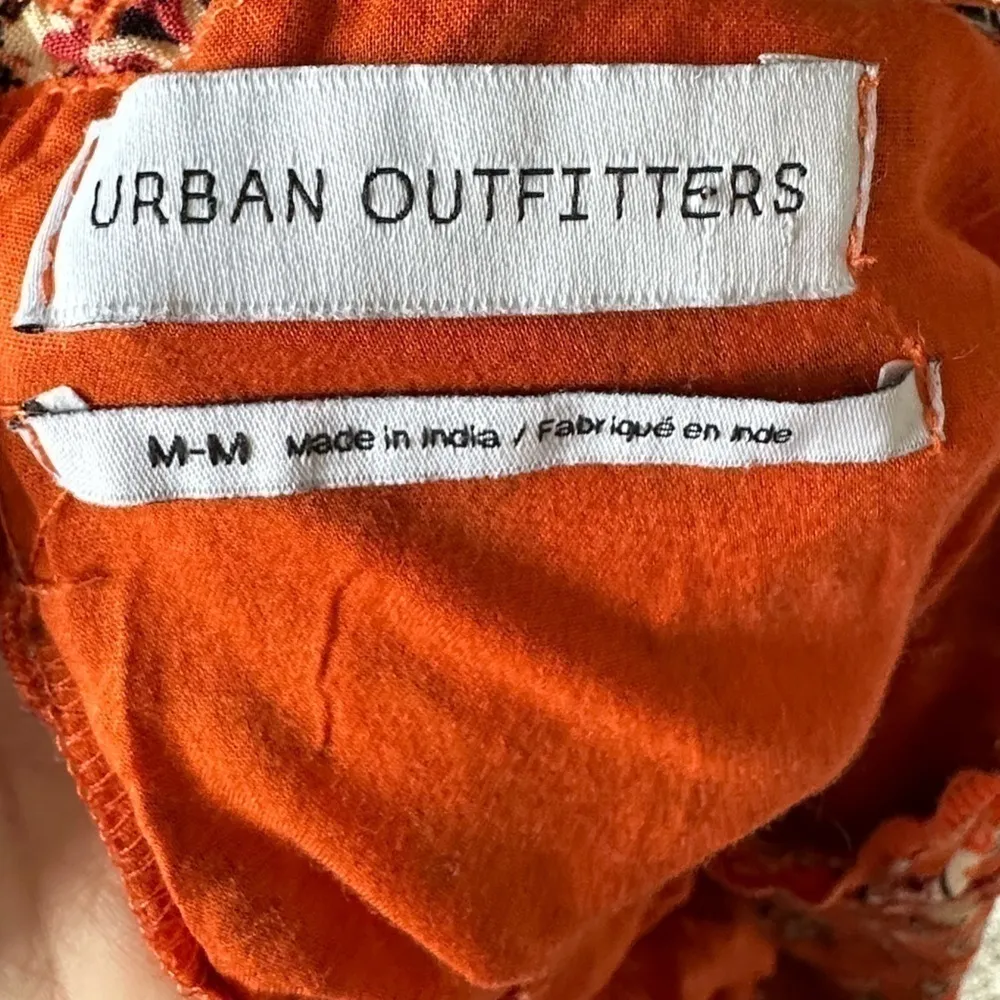 URBAN OUTFITTERS
M-M Made in India / Fabriqué en Inde